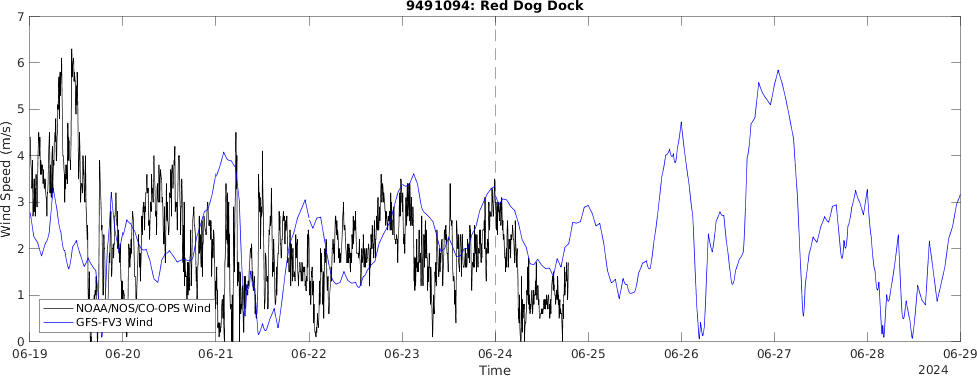 9491094: Red Dog Dock
7
6
5
4
3
2
1
0
Wind Speed (m/s)
NOAA/NOS/CO-OPS Wind
GFS-FV3 Wind
06-19 06-20 06-21 06-22 06-23 06-24 06-25 06-26 06-27 06-28 06-29
Time
2024